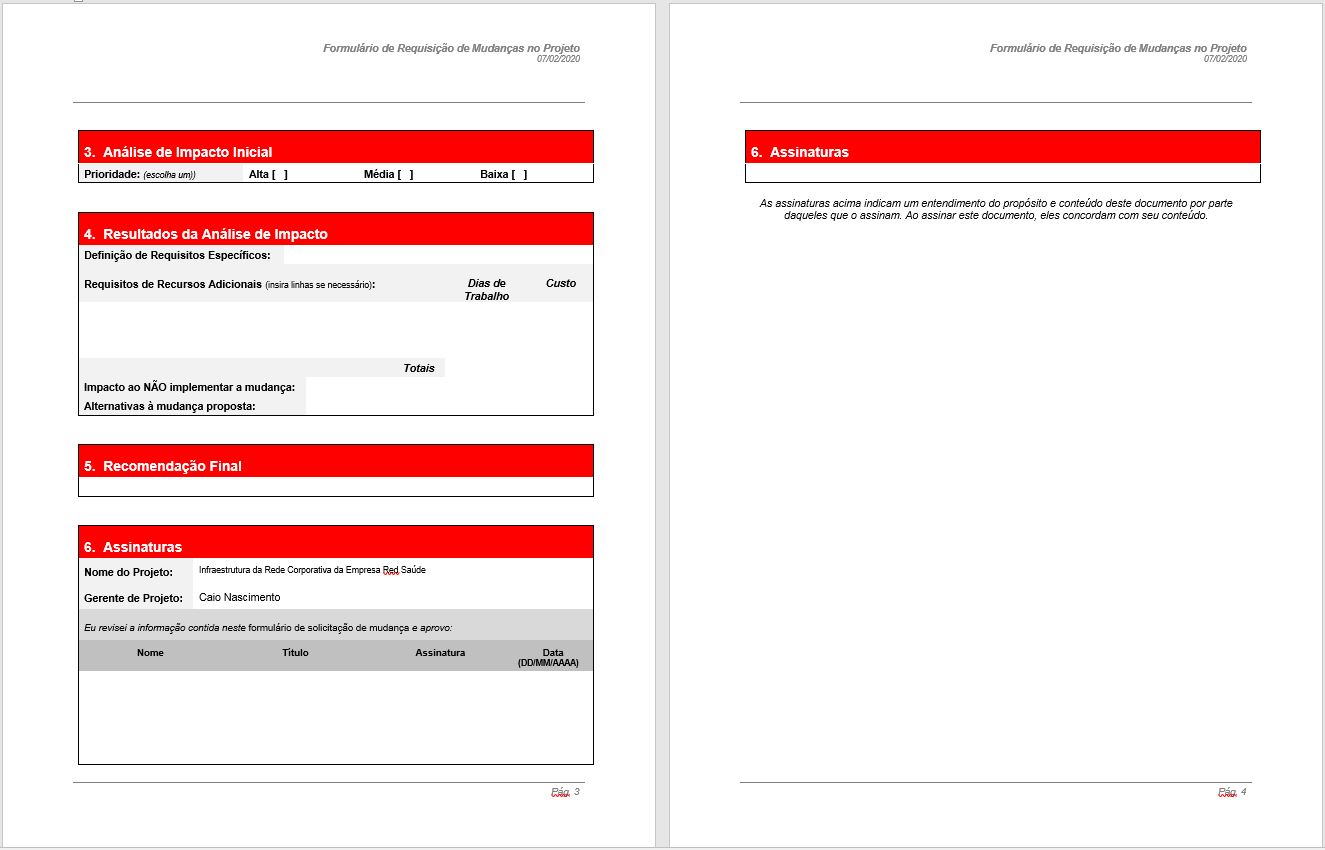 Formulário de Requisição de Mudanças no Projeto
07/02/2020
3. Análise de Impacto Inicial
Prioridade: (escolha um)) Alta [ ] Média [ ] Baixa [ ]
4. Resultados da Análise de Impacto
Definição de Requisitos Específicos:
Requisitos de Recursos Adicionais (insira linhas se necessário): Dias de Custo
Trabalho
Totais
Impacto ao NÃO implementar a mudança:
Alternativas à mudança proposta:
5. Recomendação Final
6. Assinaturas
Nome do Projeto: Infraestrutura da Rede Corporativa da Empresa Red Saúde
Gerente de Projeto: Caio Nascimento
Eu revisei a informação contida neste formulário de solicitação de mudança e aprovo:
Nome Título Assinatura Data
(DD/MM/AAAA)
Pág. 3
Formulário de Requisição de Mudanças no Projeto
07/02/2020
6. Assinaturas
As assinaturas acima indicam um entendimento do propósito e conteúdo deste documento por parte
daqueles que o assinam. Ao assinar este documento, eles concordam com seu conteúdo.
Pág. 4